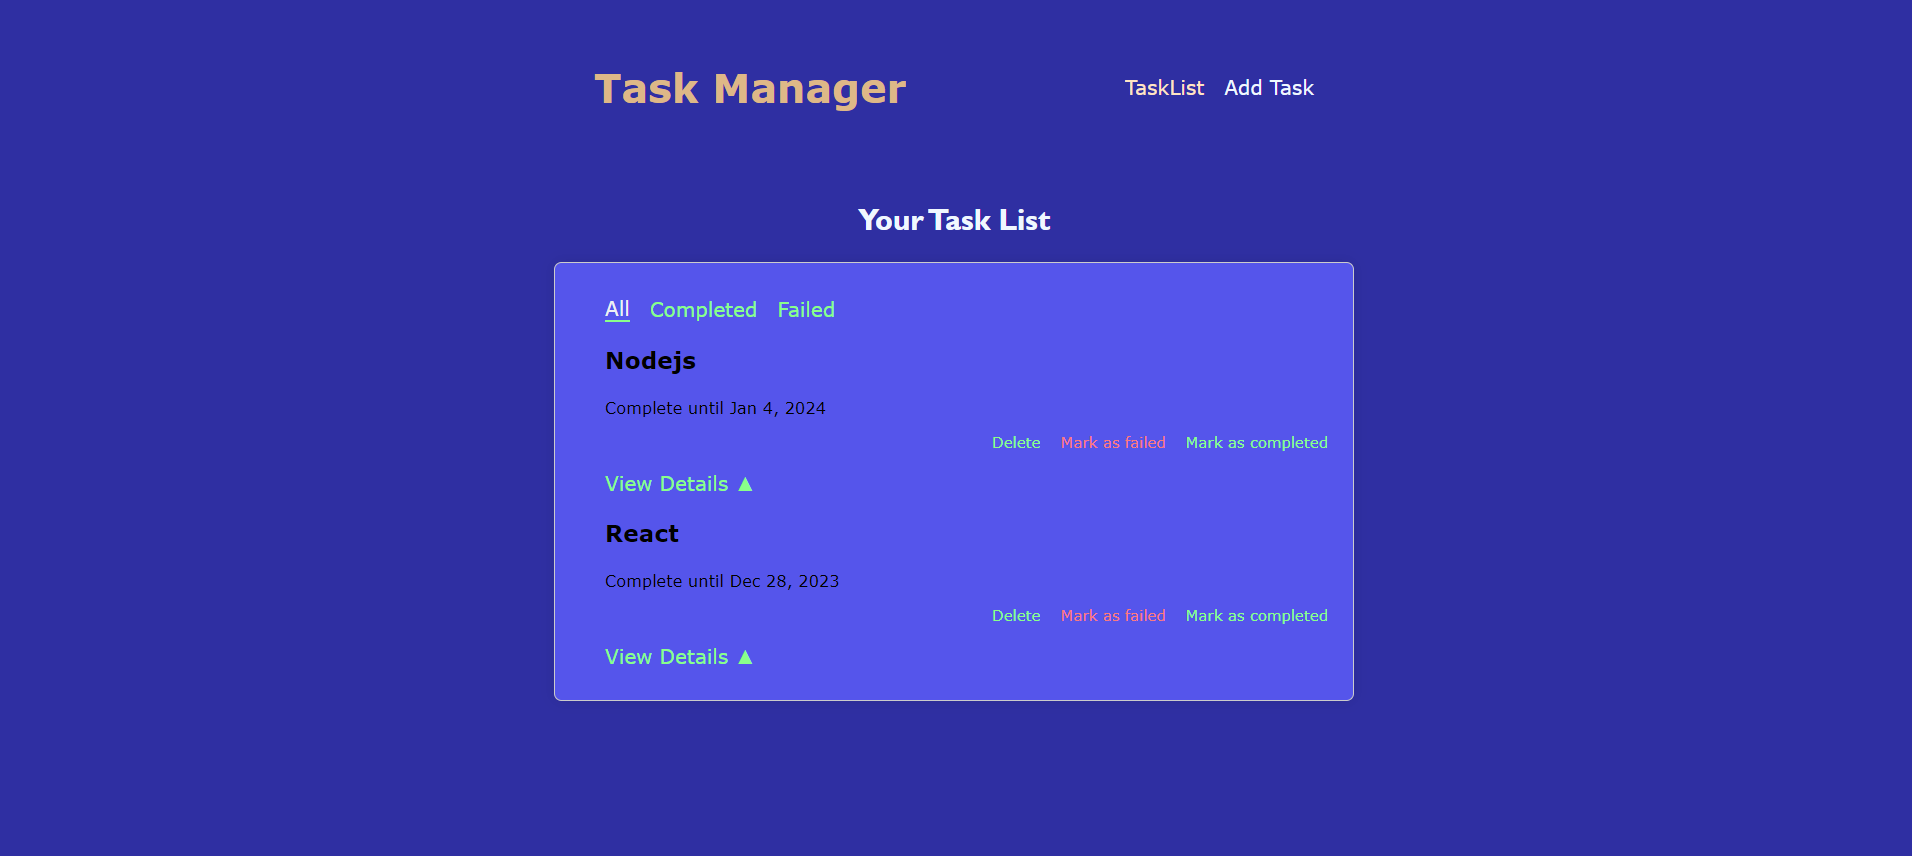 Task Manager
TaskList Add Task
Your Task List
All Completed Failed
Nodejs
Complete until Jan 4, 2024
Delete Mark as failed Mark as completed
View Details ▲
React
Complete until Dec 28, 2023
Delete Mark as failed Mark as completed
View Details ▲